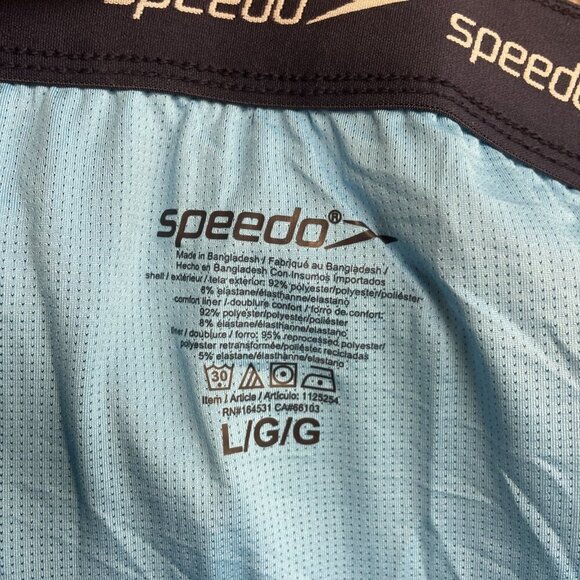 speedo
speedo
speedo®
Made in Bangladesh / Fabriqué au Bangladesh /
Hecho en Bangladesh Con-Insumos Importados
shell / extérieur / tela exterior: 92% polyester/polyester/poliéster
8% elastane/élasthanne/elastano
comfort liner /-doublure confort / forro de confort:
92% polyester/polyester/poliéster
8% elastane/élasthanne/elastano
liner / doublure / forro: 95% reprocessed polyester/
polyester retransformée/poliéster recicladas
5% elastane/élasthanne/elastano
30
Item / Article / Artículo: 1125254
RN#164531 CA#66103
L/G/G